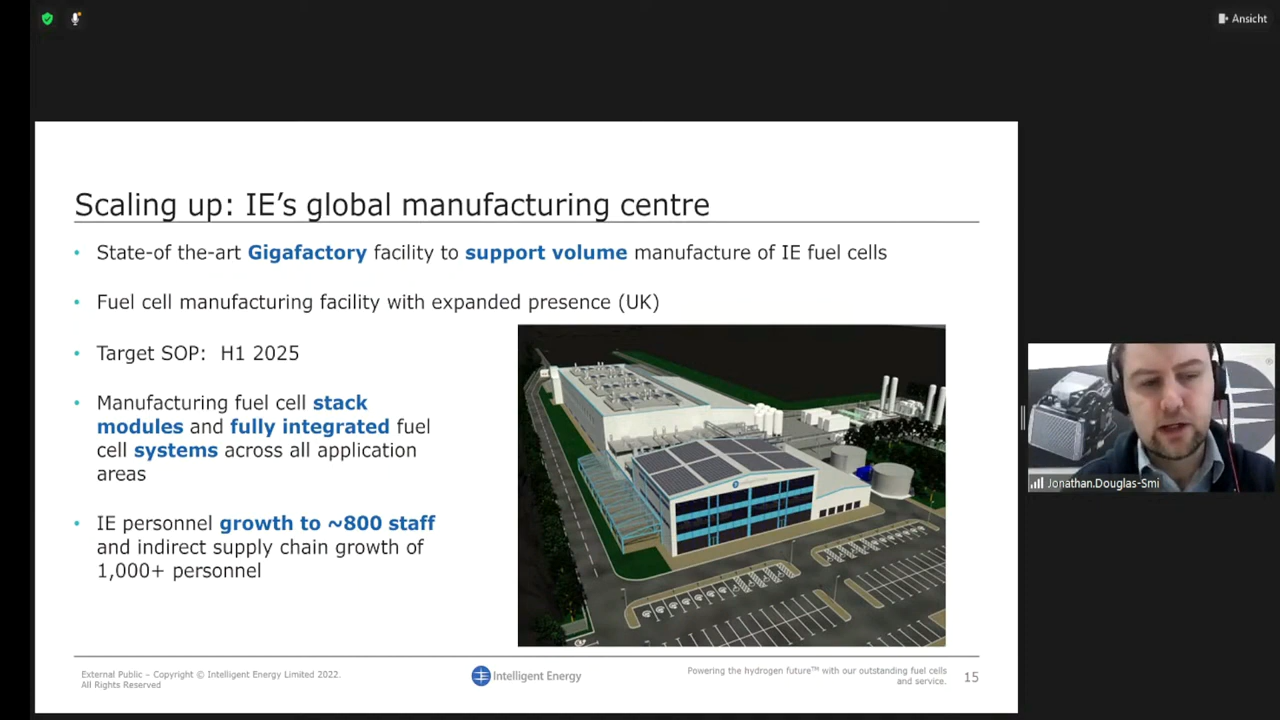 Ansicht
Scaling up: IE’s global manufacturing centre
• State-of the-art Gigafactory facility to support volume manufacture of IE fuel cells
• Fuel cell manufacturing facility with expanded presence (UK)
• Target SOP: H1 2025
• Manufacturing fuel cell stack
modules and fully integrated fuel
cell systems across all application
areas
• IE personnel growth to ~800 staff
and indirect supply chain growth of
1,000+ personnel
Jonathan.Douglas-Smi
External Public – Copyright © Intelligent Energy Limited 2022.
All Rights Reserved
Intelligent Energy
Powering the hydrogen future™ with our outstanding fuel cells
and service.
15